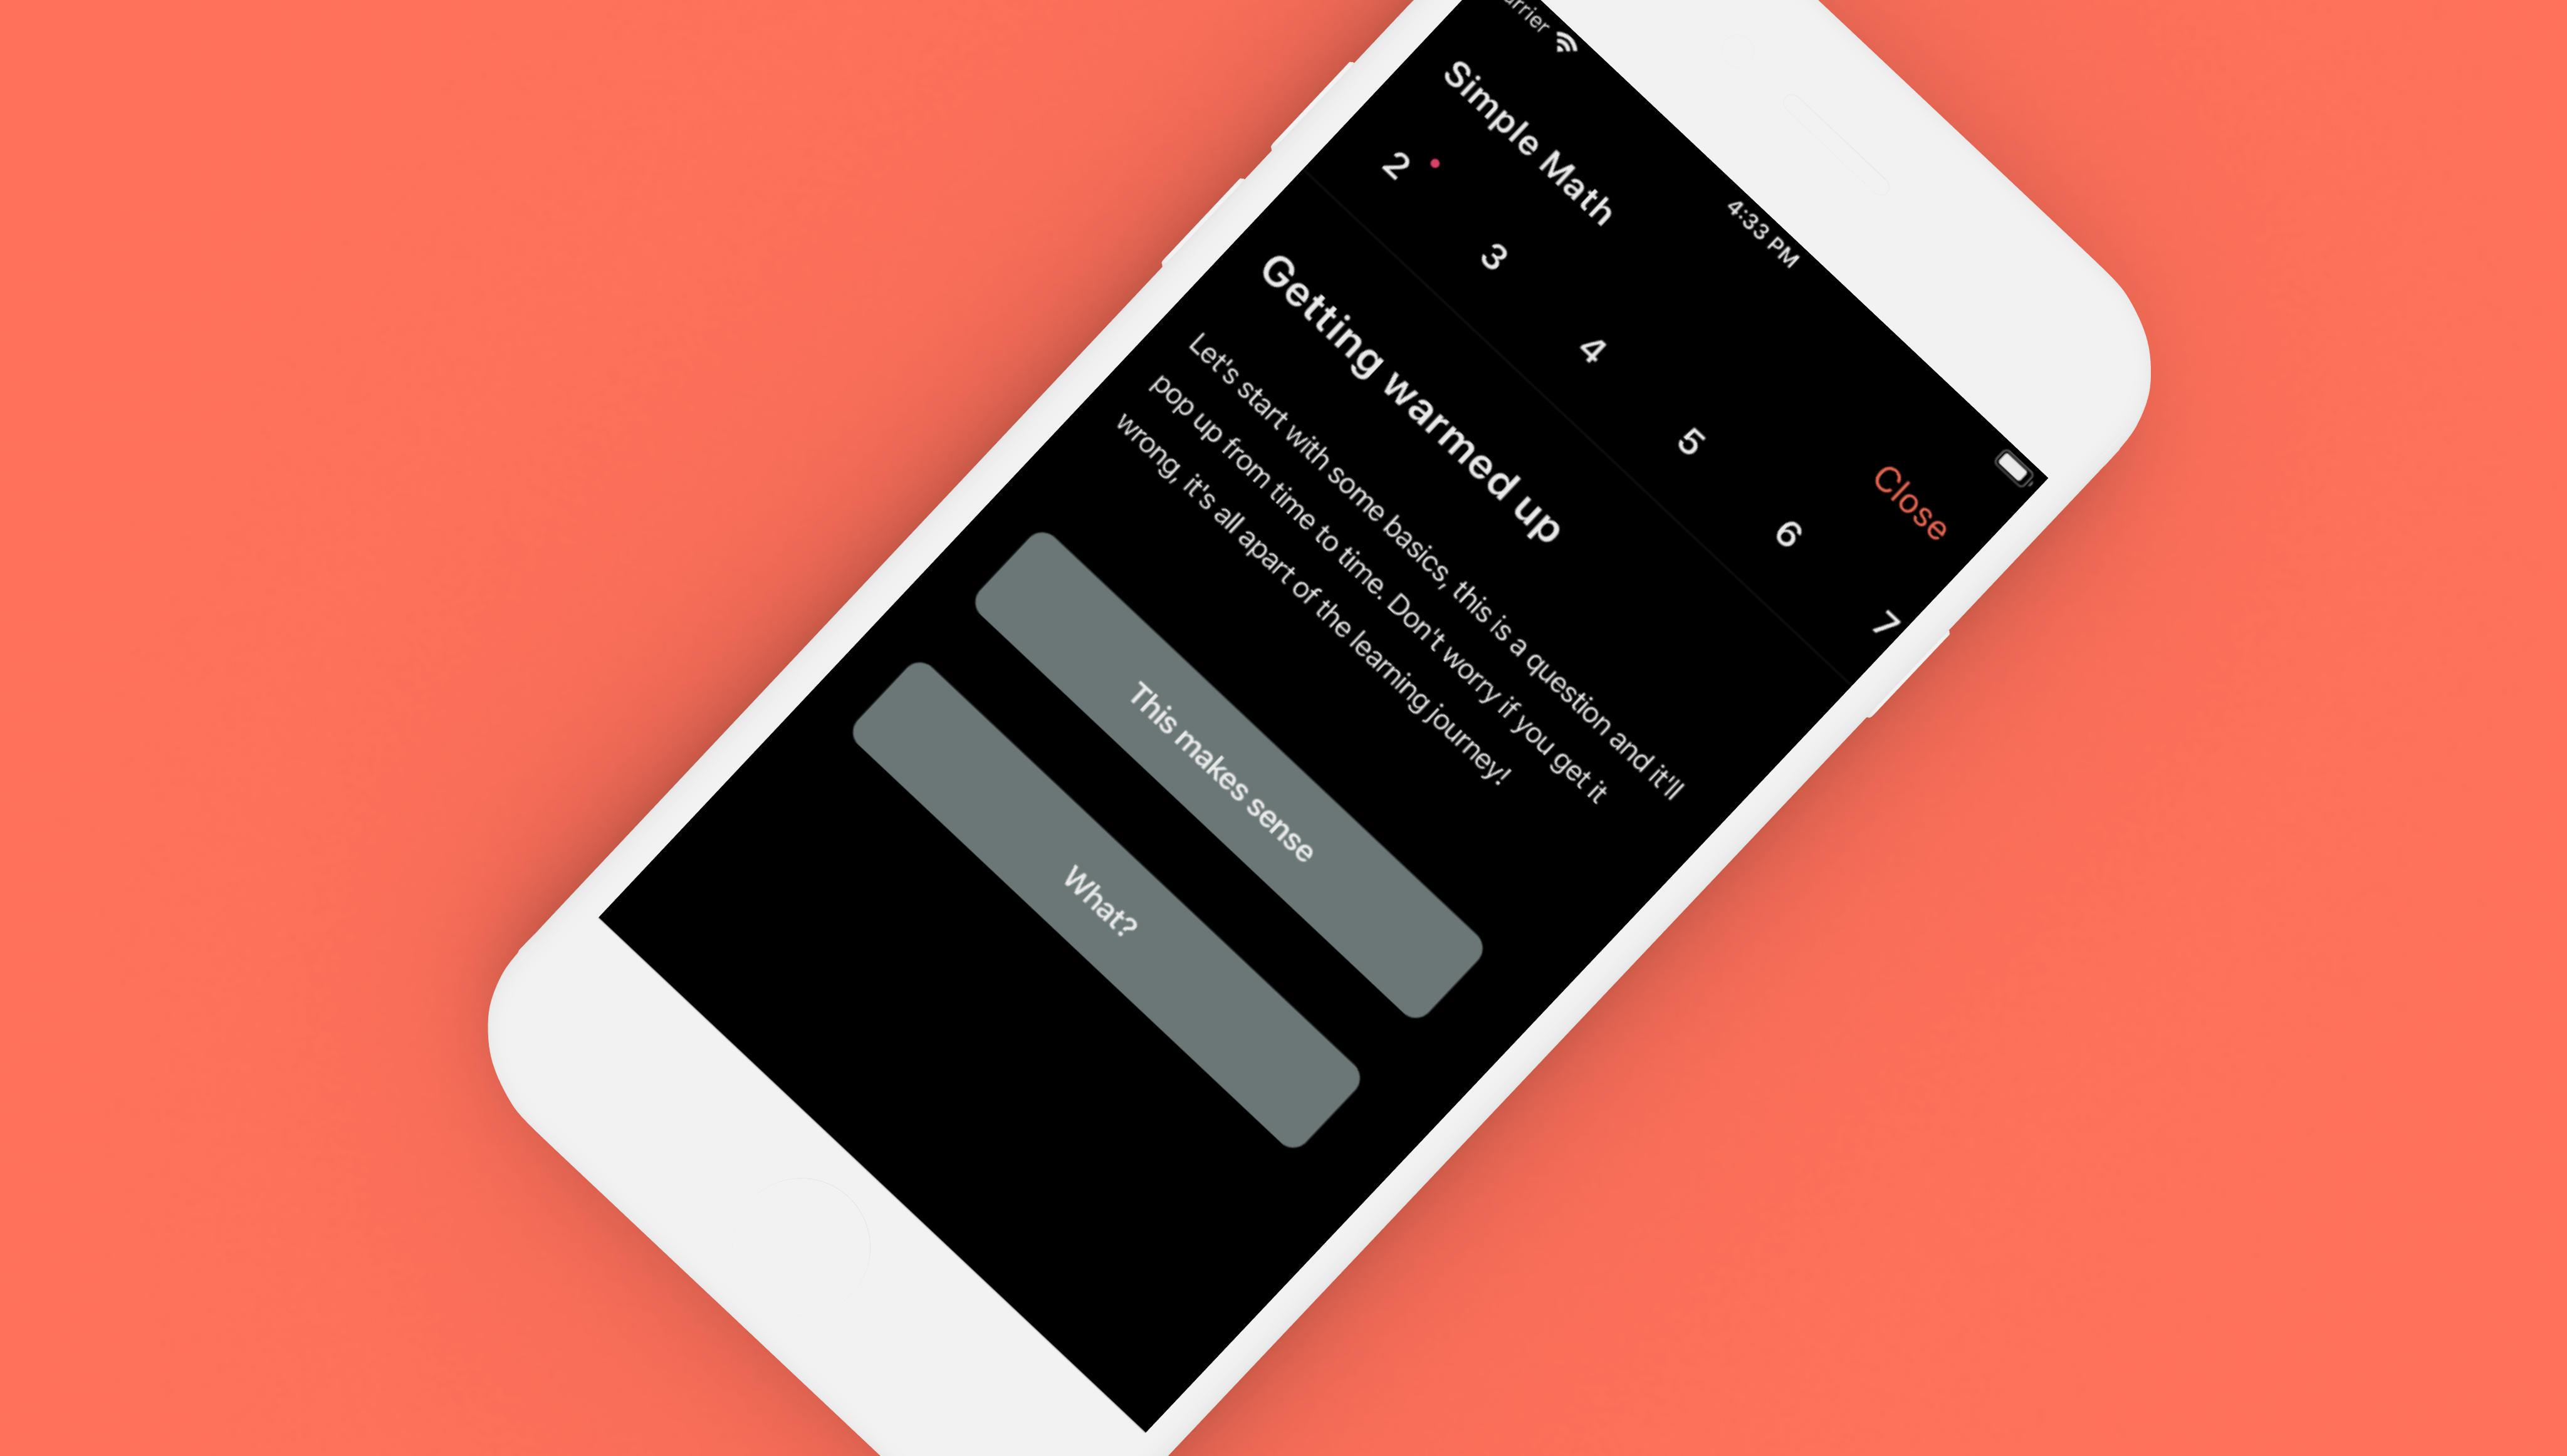 4:33 PM
Simple Math
Close
2 3 4 5 6 7
Getting warmed up
Let's start with some basics, this is a question and it'll
pop up from time to time. Don't worry if you get it
wrong, it's all apart of the learning journey!
This makes sense
What?